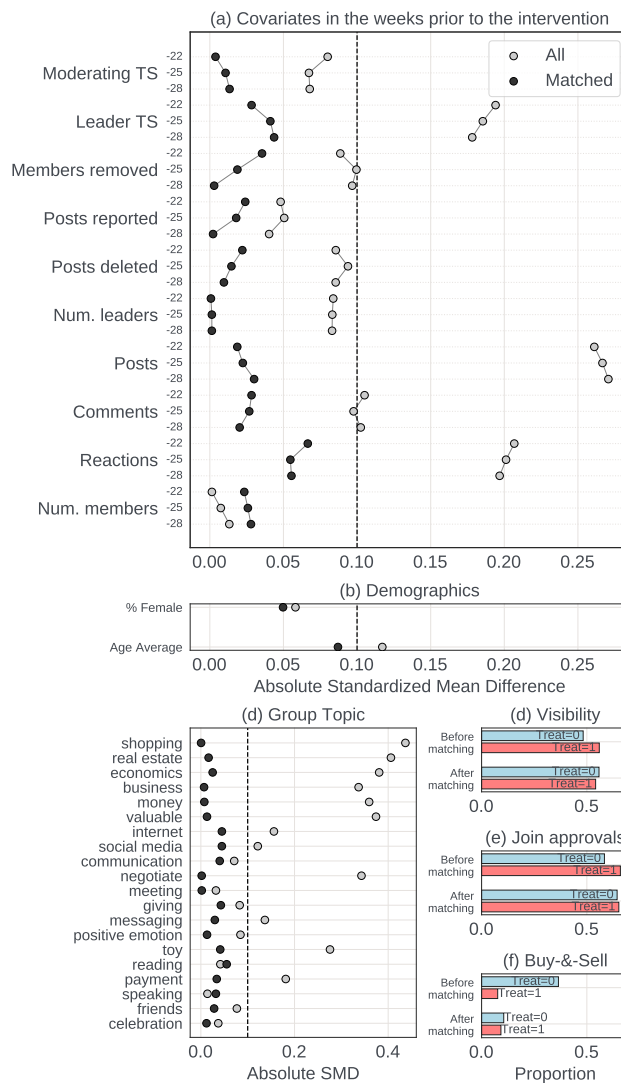 (a) Covariates in the weeks prior to the intervention
All
Matched
Moderating TS
-22
-25
-28
Leader TS
-22
-25
-28
Members removed
-22
-25
-28
Posts reported
-22
-25
-28
Posts deleted
-22
-25
-28
Num. leaders
-22
-25
-28
Posts
-22
-25
-28
Comments
-22
-25
-28
Reactions
-22
-25
-28
Num. members
-22
-25
-28
0.00 0.05 0.10 0.15 0.20 0.25
(b) Demographics
% Female
Age Average
0.00 0.05 0.10 0.15 0.20 0.25
Absolute Standardized Mean Difference
(d) Group Topic
shopping
real estate
economics
business
money
valuable
internet
social media
communication
negotiate
meeting
giving
messaging
positive emotion
toy
reading
payment
speaking
friends
celebration
0.0 0.2 0.4
Absolute SMD
(d) Visibility
Before
matching
Treat=0
Treat=1
After
matching
Treat=0
Treat=1
0.0 0.5
(e) Join approvals
Before
matching
Treat=0
Treat=1
After
matching
Treat=0
Treat=1
0.0 0.5
(f) Buy-&-Sell
Before
matching
Treat=0
Treat=1
After
matching
Treat=0
Treat=1
0.0 0.5
Proportion